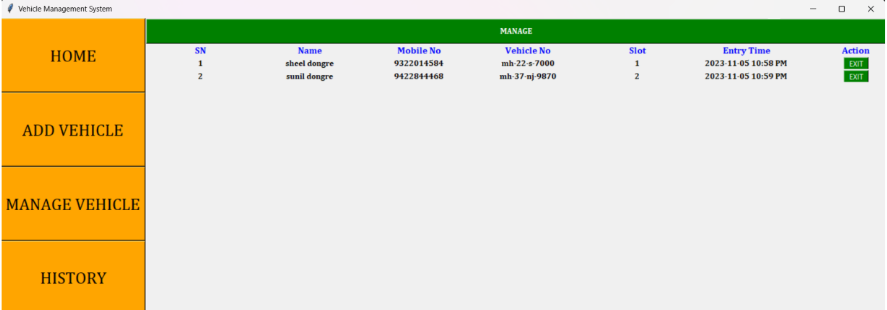 Vehicle Management System
MANAGE
HOME
ADD VEHICLE
MANAGE VEHICLE
HISTORY
SN Name Mobile No Vehicle No Slot Entry Time Action
1 sheel dongre 9322014584 mh-22-s-7000 1 2023-11-05 10:58 PM EXIT
2 sunil dongre 9422844468 mh-37-nj-9870 2 2023-11-05 10:59 PM EXIT